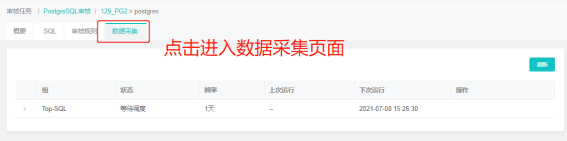 审核任务 / PostgreSQL审核 / 129_PG2 > postgres
概要 SQL 审核规则 数据采集
点击进入数据采集页面
刷新
组 状态 频率 上次运行 下次运行 操作
> Top-SQL 等待调度 1天 -- 2021-07-08 15:26:30